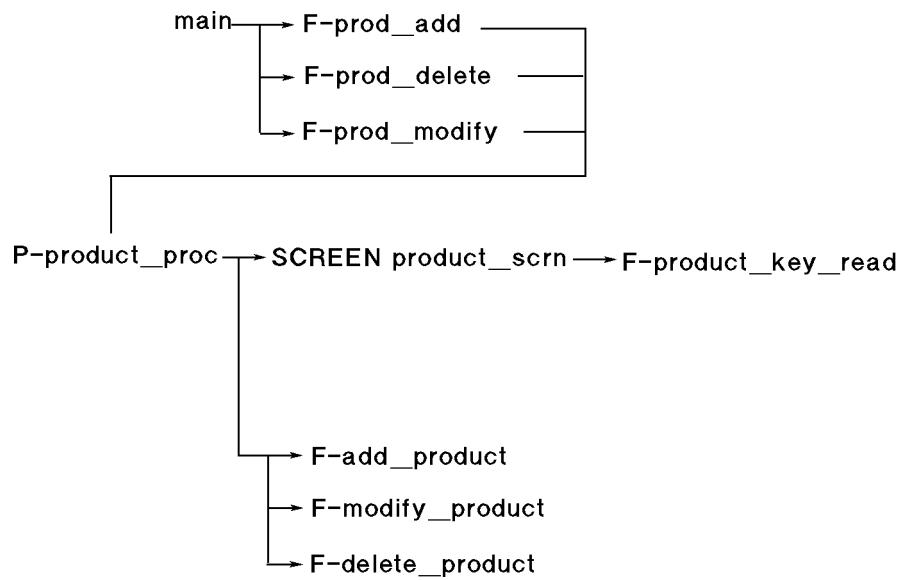 main F-prod_add
F-prod_delete
F-prod_modify
P-product_proc SCREEN product_scrn F-product_key_read
F-add_product
F-modify_product
F-delete_product